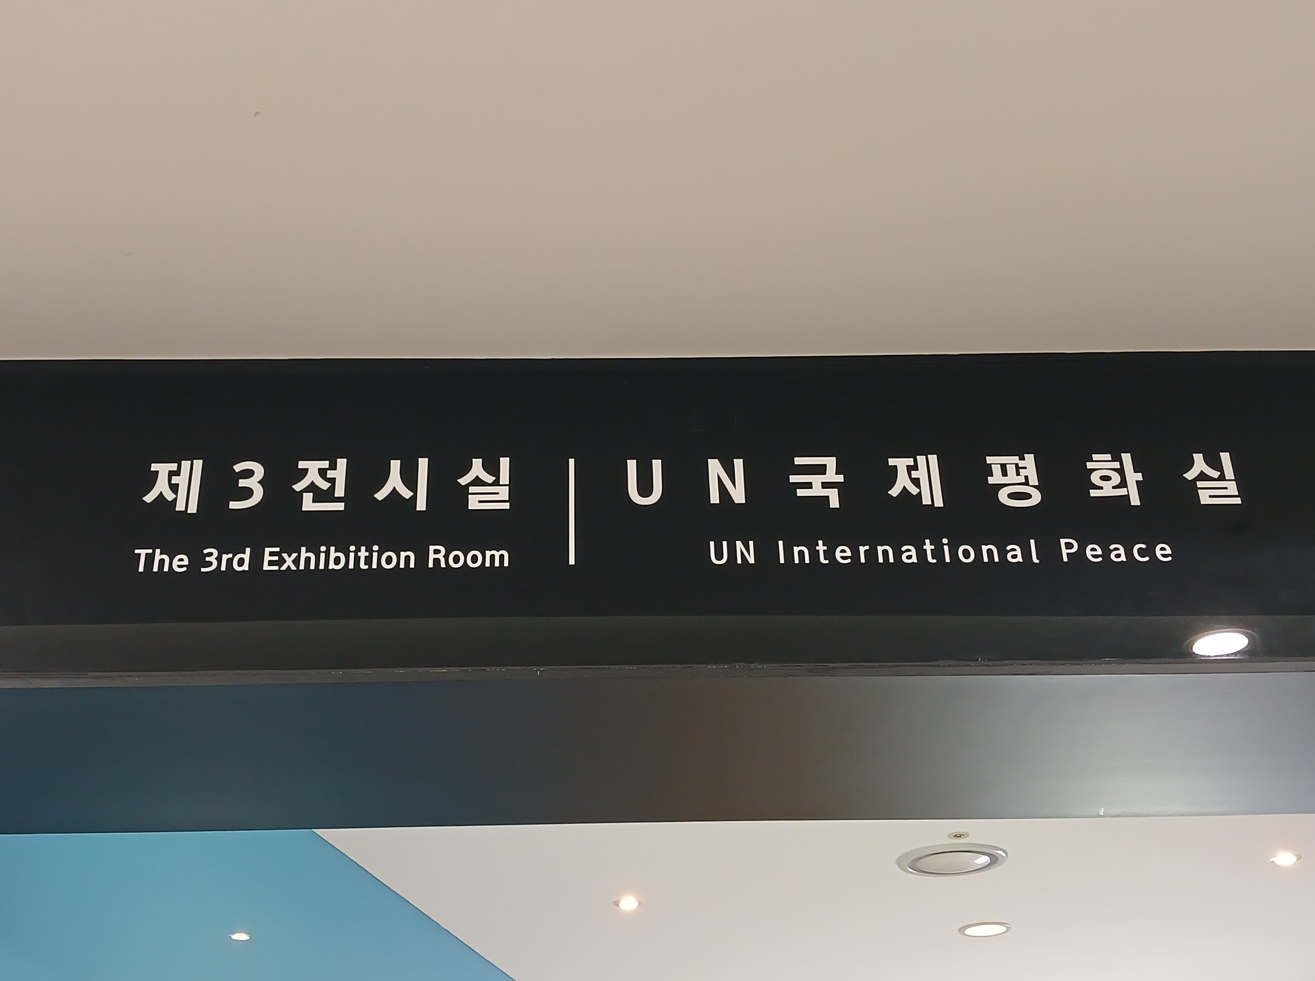 제3전시실
The 3rd Exhibition Room
UN국제평화실
UN International Peace